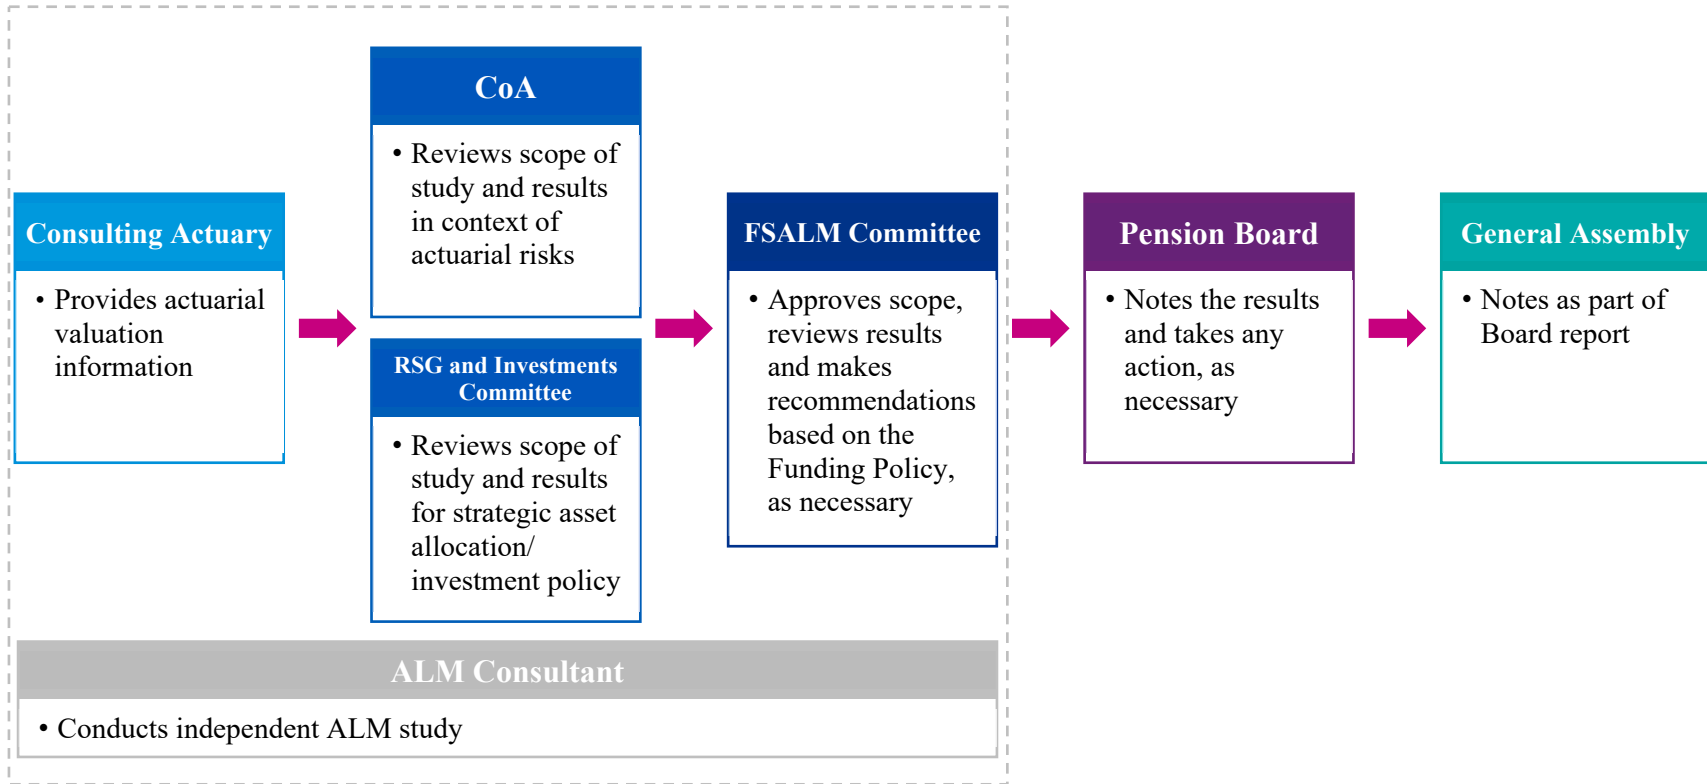 Consulting Actuary
• Provides actuarial
valuation
information
CoA
• Reviews scope of
study and results
in context of
actuarial risks
RSG and Investments
Committee
• Reviews scope of
study and results
for strategic asset
allocation/
investment policy
FSALM Committee
• Approves scope,
reviews results
and makes
recommendations
based on the
Funding Policy,
as necessary
Pension Board
• Notes the results
and takes any
action, as
necessary
General Assembly
• Notes as part of
Board report
ALM Consultant
• Conducts independent ALM study